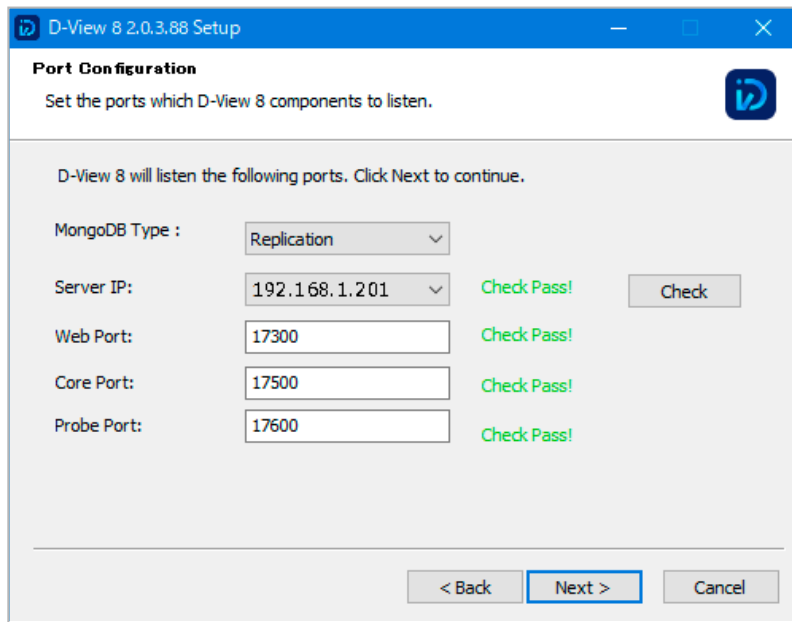 D-View 8 2.0.3.88 Setup
Port Configuration
Set the ports which D-View 8 components to listen.
D-View 8 will listen the following ports. Click Next to continue.
MongoDB Type : Replication
Server IP: 192.168.1.201 Check Pass! Check
Web Port: 17300 Check Pass!
Core Port: 17500 Check Pass!
Probe Port: 17600 Check Pass!
< Back Next > Cancel